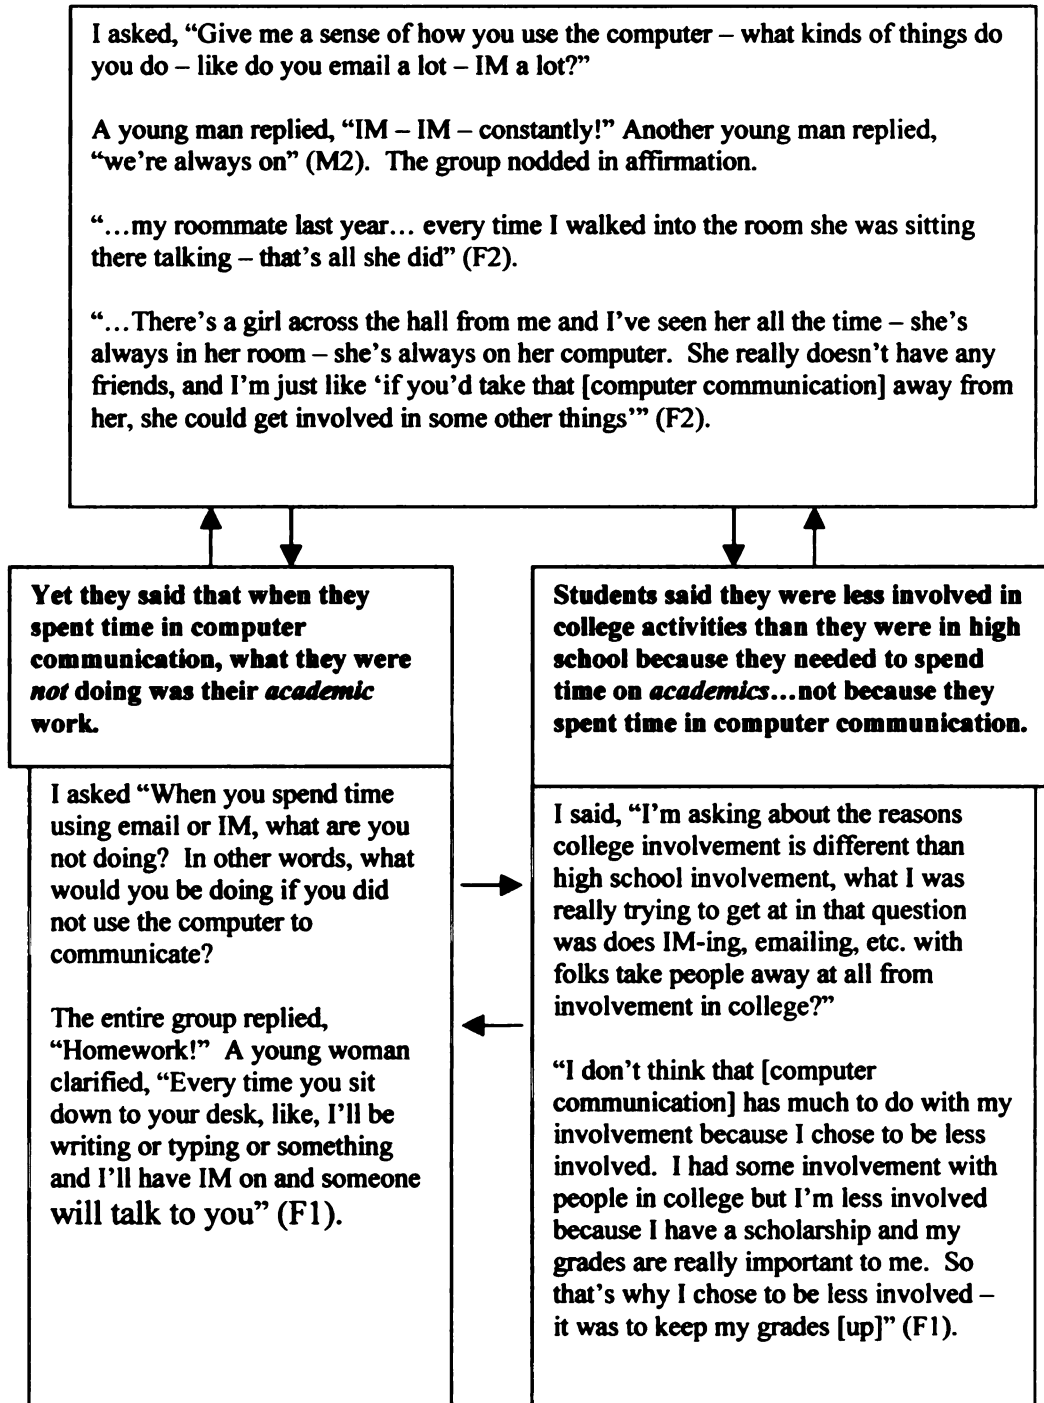 I asked, “Give me a sense of how you use the computer – what kinds of things do
you do – like do you email a lot – IM a lot?”
A young man replied, “IM – IM – constantly!” Another young man replied,
“we’re always on” (M2). The group nodded in affirmation.
“…my roommate last year… every time I walked into the room she was sitting
there talking – that’s all she did” (F2).
“…There’s a girl across the hall from me and I’ve seen her all the time – she’s
always in her room – she’s always on her computer. She really doesn’t have any
friends, and I’m just like ‘if you’d take that [computer communication] away from
her, she could get involved in some other things’” (F2).
Yet they said that when they
spent time in computer
communication, what they were
not doing was their academic
work.
I asked “When you spend time
using email or IM, what are you
not doing? In other words, what
would you be doing if you did
not use the computer to
communicate?
The entire group replied,
“Homework!” A young woman
clarified, “Every time you sit
down to your desk, like, I’ll be
writing or typing or something
and I’ll have IM on and someone
will talk to you” (F1).
Students said they were less involved in
college activities than they were in high
school because they needed to spend
time on academics…not because they
spent time in computer communication.
I said, “I’m asking about the reasons
college involvement is different than
high school involvement, what I was
really trying to get at in that question
was does IM-ing, emailing, etc. with
folks take people away at all from
involvement in college?”
“I don’t think that [computer
communication] has much to do with my
involvement because I chose to be less
involved. I had some involvement with
people in college but I’m less involved
because I have a scholarship and my
grades are really important to me. So
that’s why I chose to be less involved –
it was to keep my grades [up]” (F1).